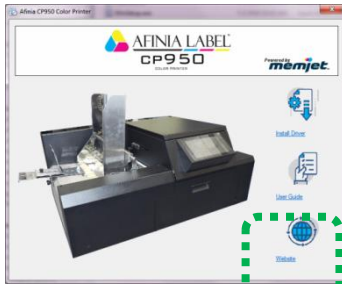 Afinia CP950 Color Printer
AFINIA LABEL
CP950
COLOR PRINTER
Powered by
memjet.
Install Driver
User Guide
Website